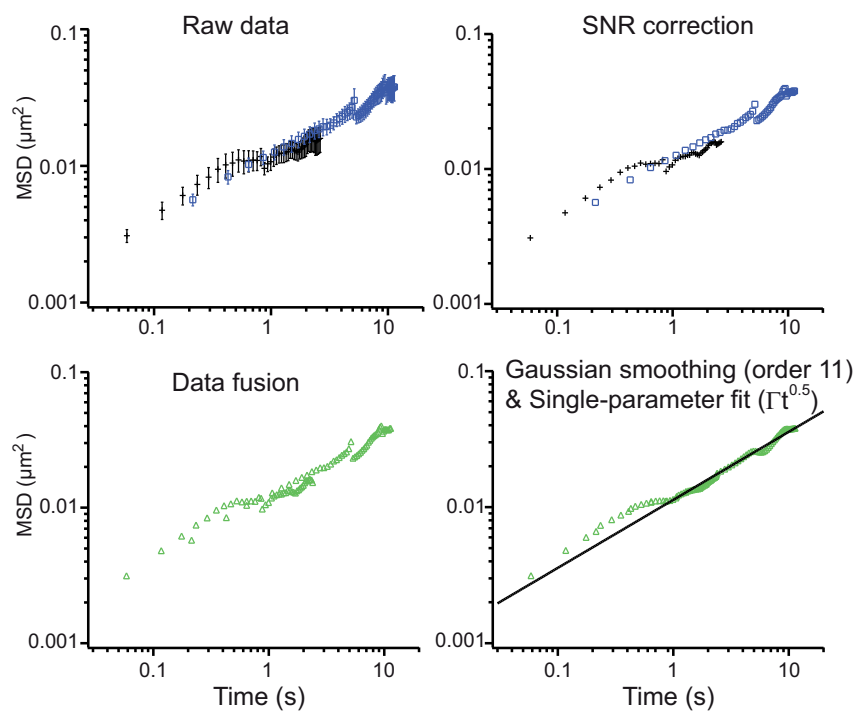 Raw data
SNR correction
0.1
0.01
0.001
MSD (μm²)
0.1
1
10
0.1
0.01
0.001
0.1
1
10
Data fusion
Gaussian smoothing (order 11)
& Single-parameter fit (Γt^0.5)
0.1
0.01
0.001
MSD (μm²)
0.1
1
10
Time (s)
0.1
0.01
0.001
0.1
1
10
Time (s)